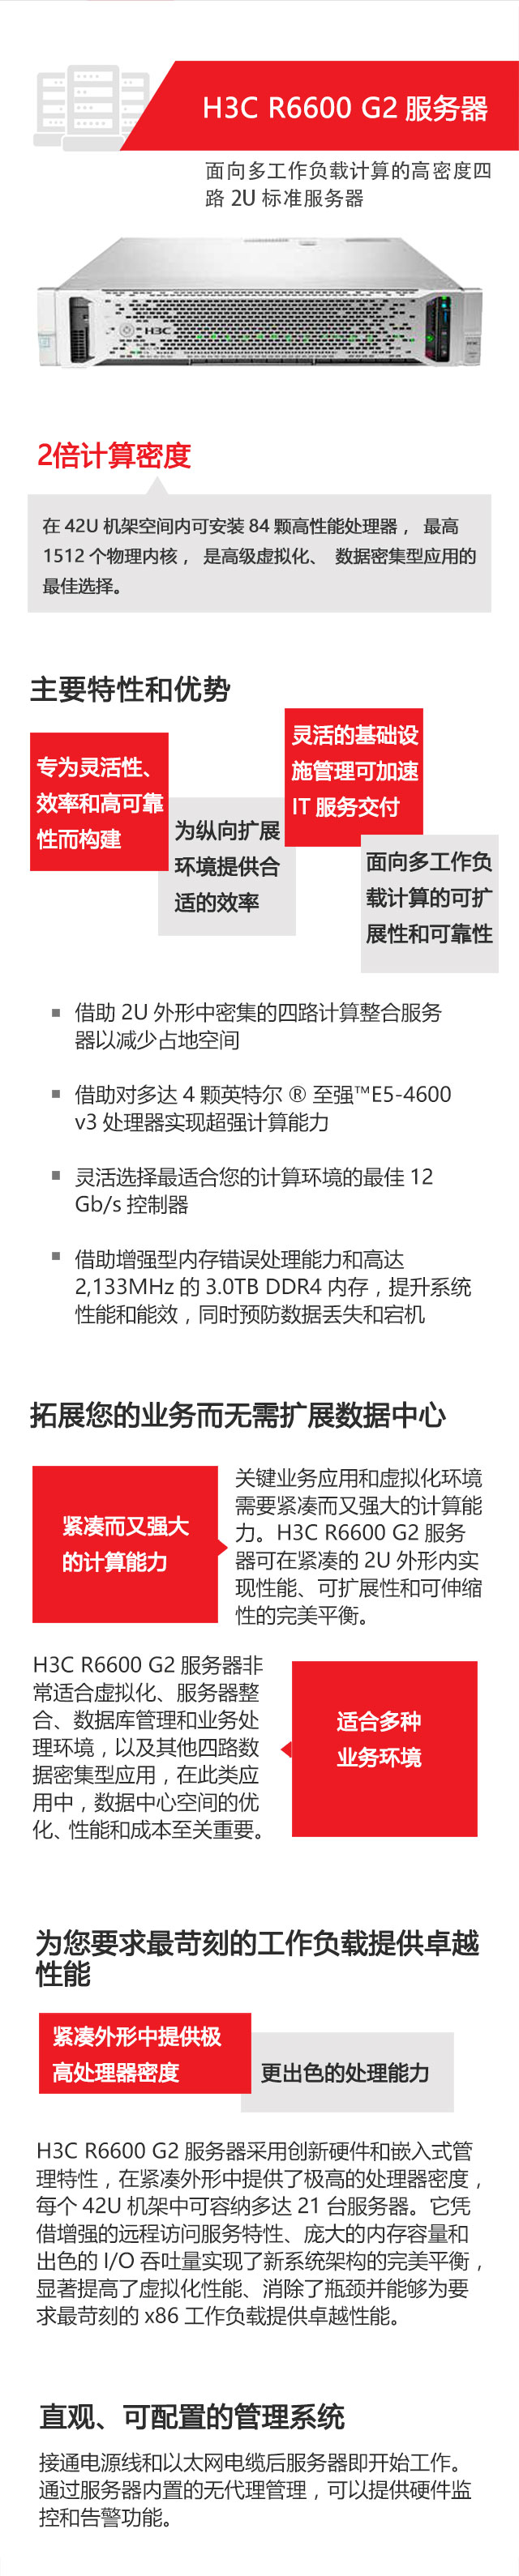 H3C R6600 G2 服务器
面向多工作负载计算的高密度四
路 2U 标准服务器
H3C
2倍计算密度
在 42U 机架空间内可安装 84 颗高性能处理器， 最高
1512 个物理内核， 是高级虚拟化、 数据密集型应用的
最佳选择。
主要特性和优势
专为灵活性、
效率和高可靠
性而构建
为纵向扩展
环境提供合
适的效率
灵活的基础设
施管理可加速
IT 服务交付
面向多工作负
载计算的可扩
展性和可靠性
借助 2U 外形中密集的四路计算整合服务
器以减少占地空间
借助对多达 4 颗英特尔 ® 至强™E5-4600
v3 处理器实现超强计算能力
灵活选择最适合您的计算环境的最佳 12
Gb/s 控制器
借助增强型内存错误处理能力和高达
2,133MHz 的 3.0TB DDR4 内存，提升系统
性能和能效，同时预防数据丢失和宕机
拓展您的业务而无需扩展数据中心
紧凑而又强大
的计算能力
关键业务应用和虚拟化环境
需要紧凑而又强大的计算能
力。H3C R6600 G2 服务
器可在紧凑的 2U 外形内实
现性能、可扩展性和可伸缩
性的完美平衡。
H3C R6600 G2 服务器非
常适合虚拟化、服务器整
合、数据库管理和业务处
理环境，以及其他四路数
据密集型应用，在此类应
用中，数据中心空间的优
化、性能和成本至关重要。
适合多种
业务环境
为您要求最苛刻的工作负载提供卓越
性能
紧凑外形中提供极
高处理器密度
更出色的处理能力
H3C R6600 G2 服务器采用创新硬件和嵌入式管
理特性，在紧凑外形中提供了极高的处理器密度，
每个 42U 机架中可容纳多达 21 台服务器。它凭
借增强的远程访问服务特性、庞大的内存容量和
出色的 I/O 吞吐量实现了新系统架构的完美平衡，
显著提高了虚拟化性能、消除了瓶颈并能够为要
求最苛刻的 x86 工作负载提供卓越性能。
直观、可配置的管理系统
接通电源线和以太网电缆后服务器即开始工作。
通过服务器内置的无代理管理，可以提供硬件监
控和告警功能。